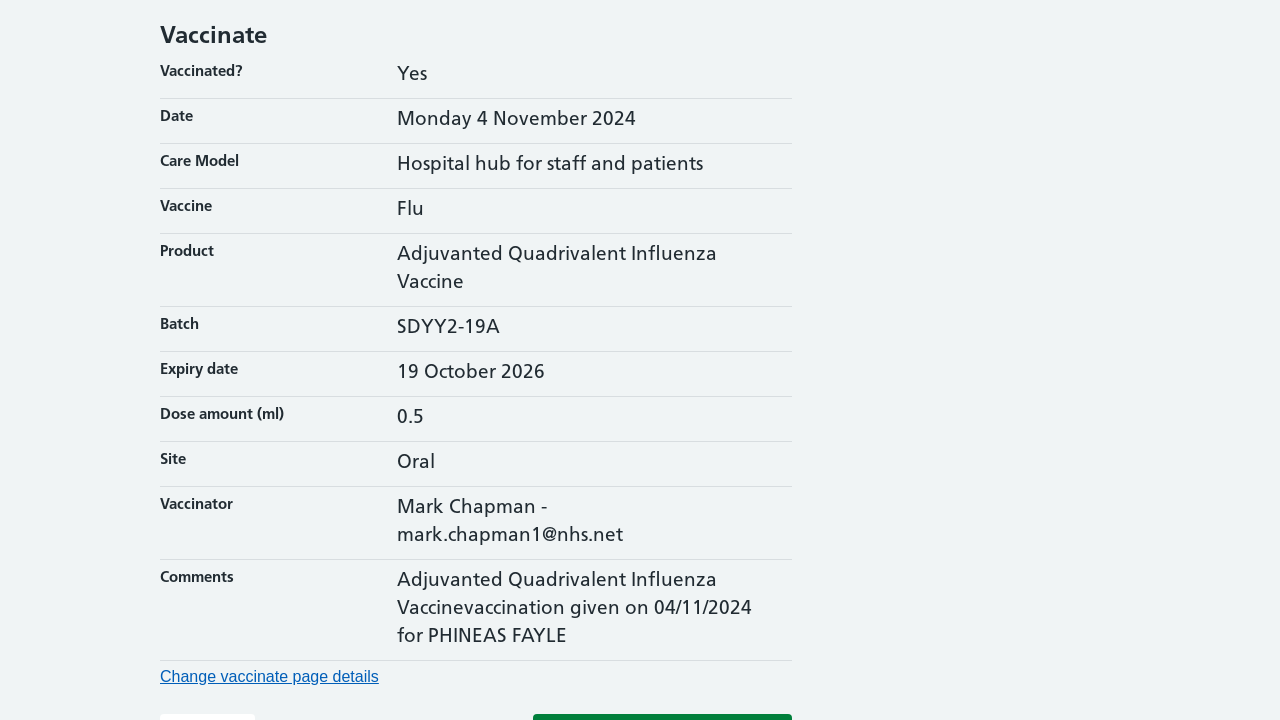 Vaccinate
Vaccinated? Yes
Date Monday 4 November 2024
Care Model Hospital hub for staff and patients
Vaccine Flu
Product Adjuvanted Quadrivalent Influenza
Vaccine
Batch SDYY2-19A
Expiry date 19 October 2026
Dose amount (ml) 0.5
Site Oral
Vaccinator Mark Chapman -
mark.chapman1@nhs.net
Comments Adjuvanted Quadrivalent Influenza
Vaccinevaccination given on 04/11/2024
for PHINEAS FAYLE
Change vaccinate page details